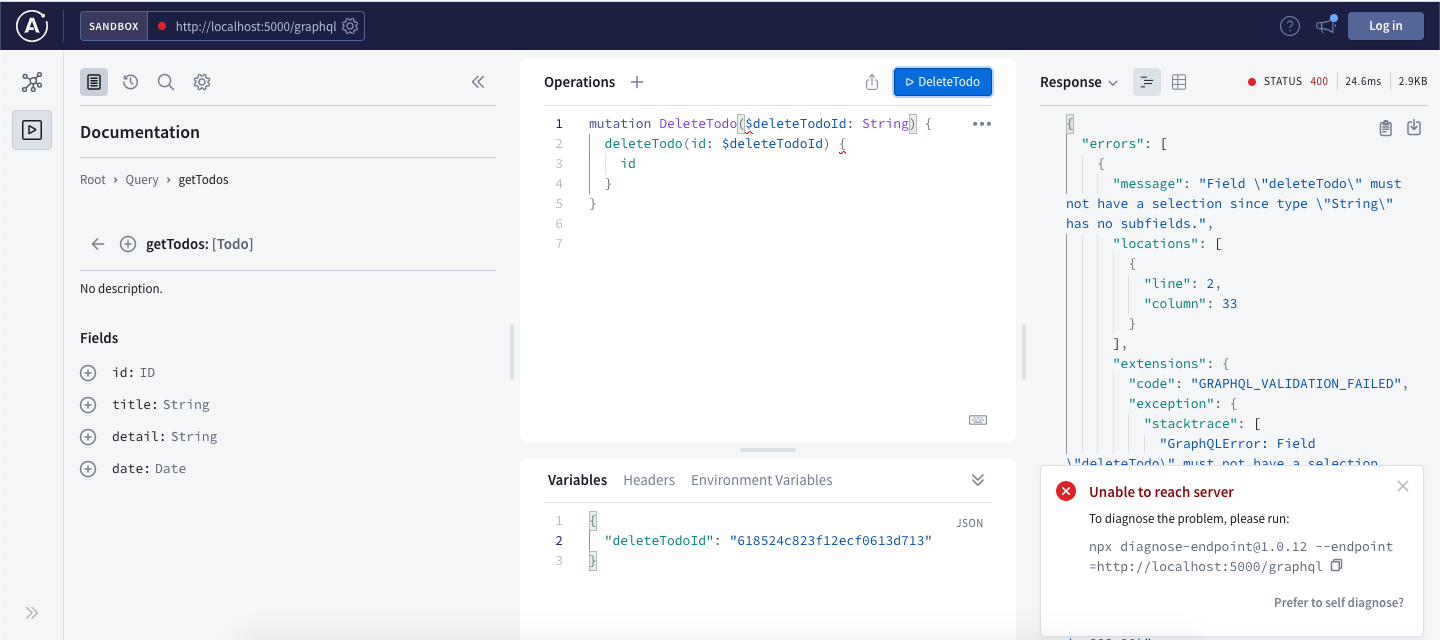 SANDBOX
http://localhost:5000/graphql
Log in
Documentation
Root › Query › getTodos
getTodos: [Todo]
No description.
Fields
id: ID
title: String
detail: String
date: Date
Operations
DeleteTodo
1 mutation DeleteTodo($deleteTodoId: String) {
2 deleteTodo(id: $deleteTodoId) {
3 id
4 }
5 }
6
7
Variables Headers Environment Variables
JSON
1 {
2 "deleteTodoId": "618524c823f12ecf0613d713"
3 }
Response
STATUS 400 24.6ms 2.9KB
{
"errors": [
{
"message": "Field \"deleteTodo\" must
not have a selection since type \"String\"
has no subfields.",
"locations": [
{
"line": 2,
"column": 33
}
],
"extensions": {
"code": "GRAPHQL_VALIDATION_FAILED",
"exception": {
"stacktrace": [
"GraphQLError: Field
\"deleteTodo\" must not have a selection
Unable to reach server
To diagnose the problem, please run:
npx diagnose-endpoint@1.0.12 --endpoint
=http://localhost:5000/graphql
Prefer to self diagnose?